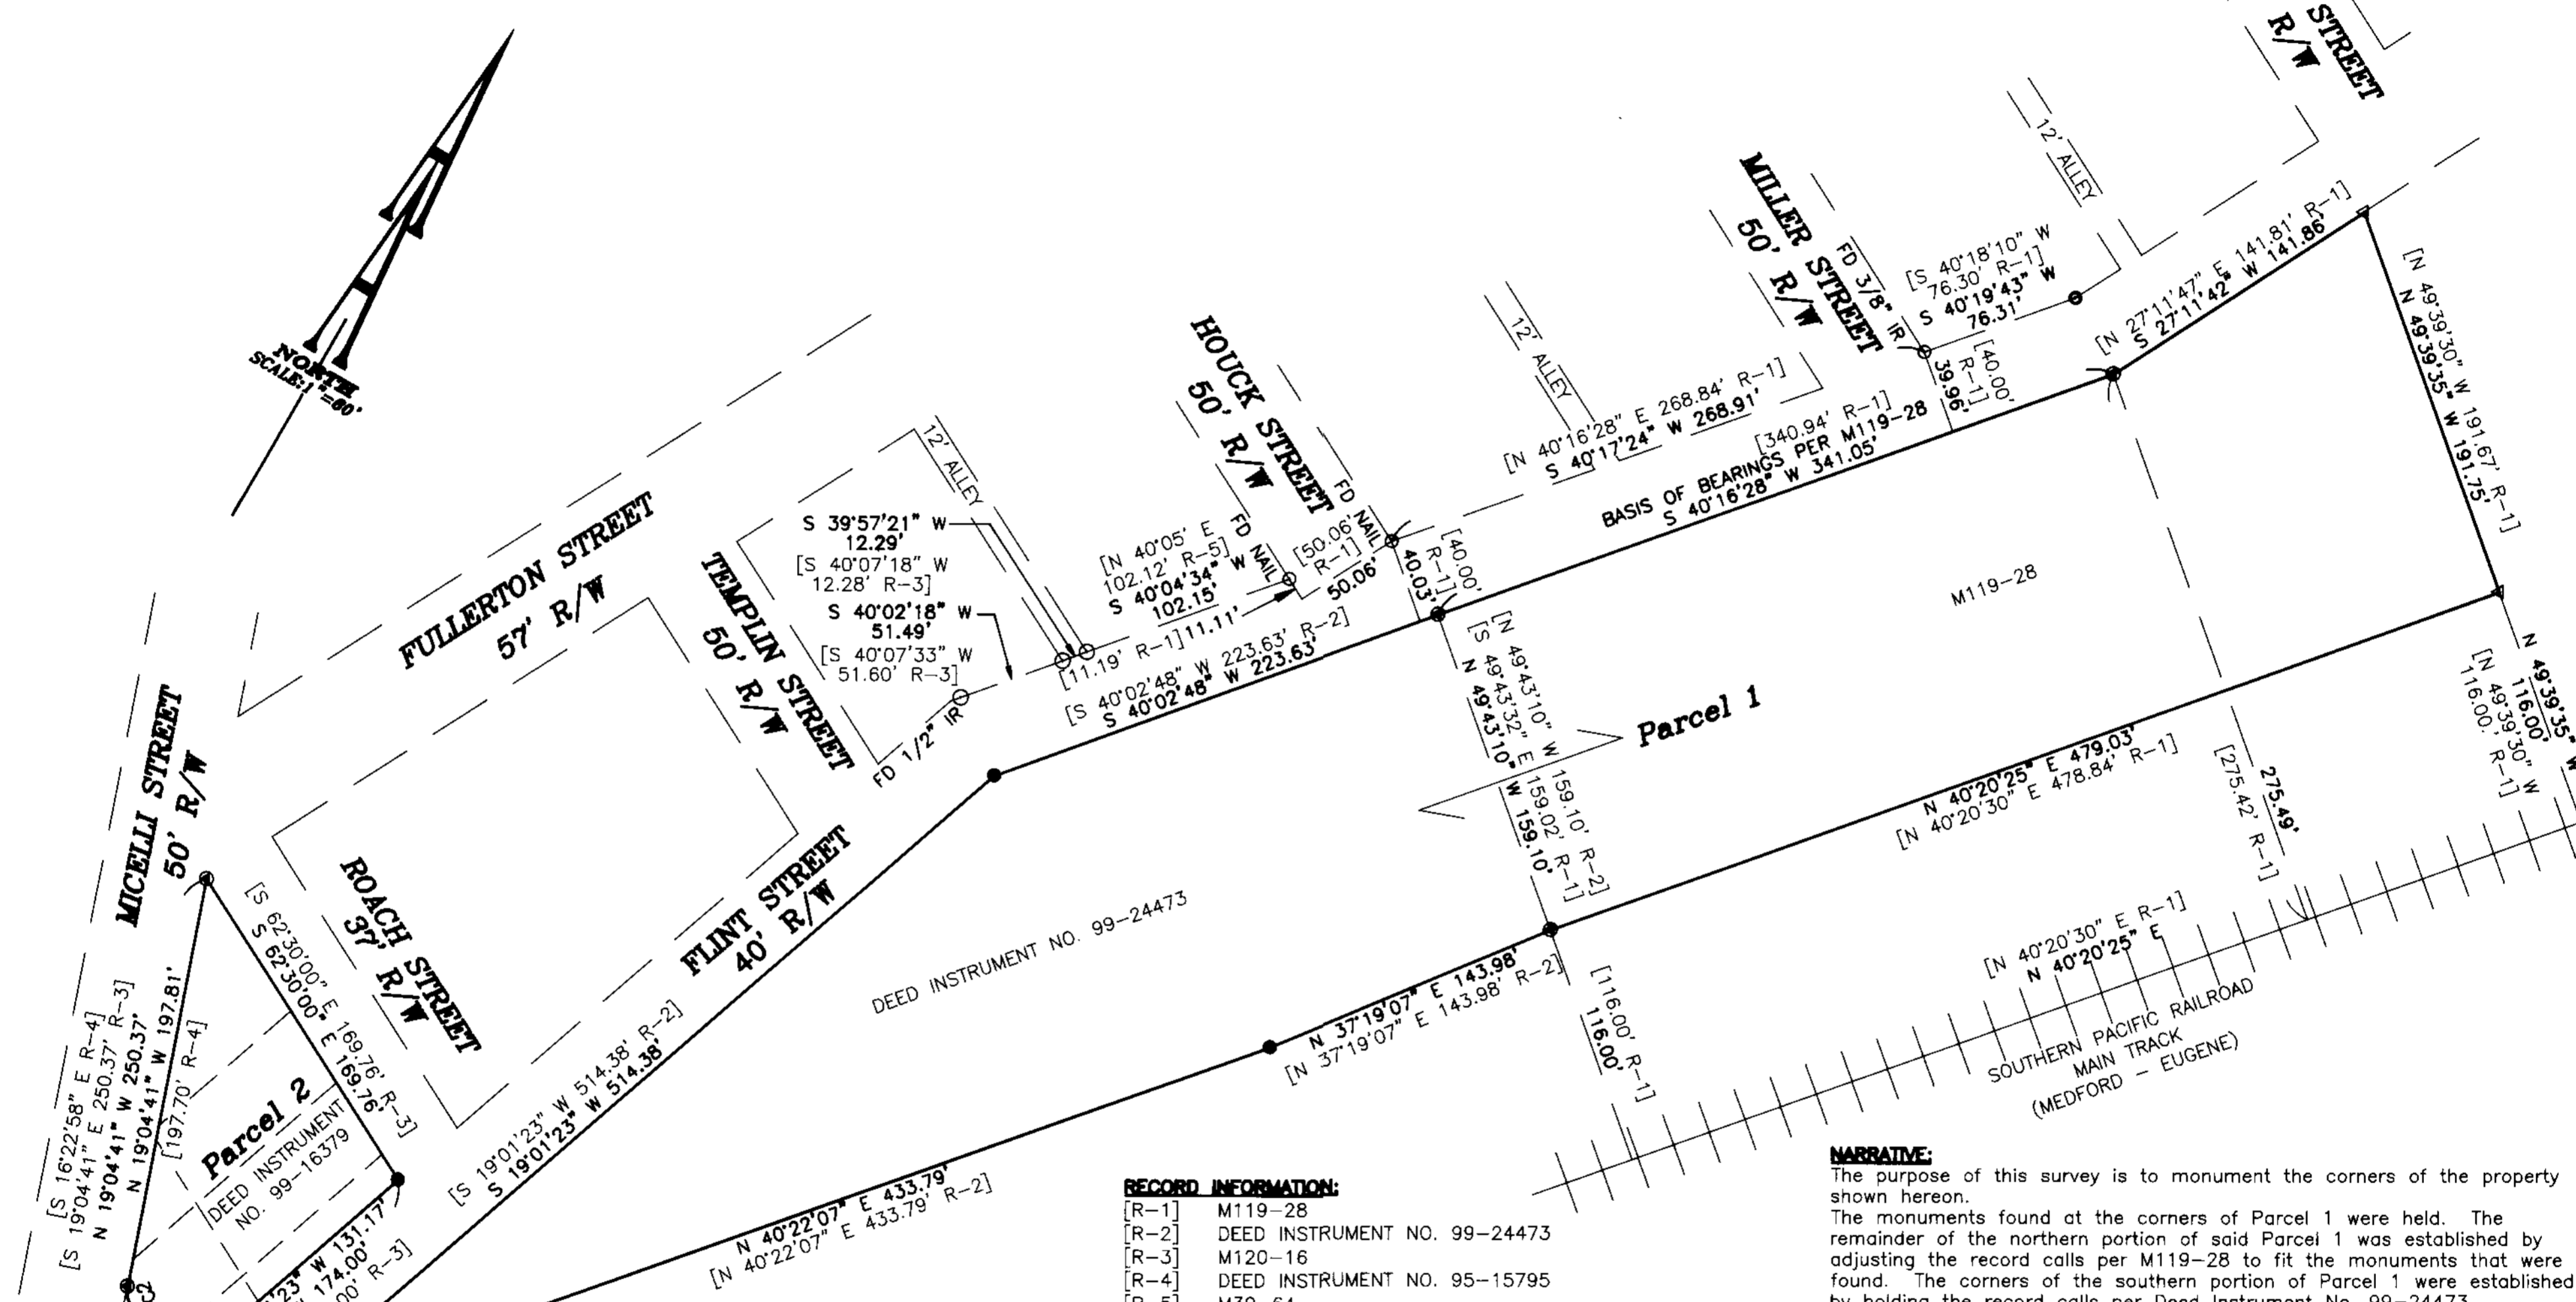 STREET
R/W
12' ALLEY
MILLER STREET
50' R/W
FD 3/8" IR
[S 40°18'10" W
76.30' R-1]
S 40°19'43" W
76.31'
[40.00'
R-1]
39.96'
[N 27°11'47" E 141.81' R-1]
S 27°11'42" W 141.86'
[N 49°39'30" W 191.67' R-1]
N 49°39'35" W 191.75'
NORTH
SCALE:1"=60'
HOUCK STREET
50' R/W
FD NAIL
FD NAIL
12' ALLEY
[N 40°16'28" E 268.84' R-1]
S 40°17'24" W 268.91'
[340.94' R-1]
BASIS OF BEARINGS PER M119-28
S 40°16'28" W 341.05'
12' ALLEY
S 39°57'21" W
12.29'
[S 40°07'18" W
12.28' R-3]
S 40°02'18" W
51.49'
[S 40°07'33" W
51.60' R-3]
[N 40°05' E
102.12' R-5]
S 40°04'34" W
102.15'
[50.06'
R-1]
50.06'
[40.00'
R-1]
40.03'
[11.19' R-1]
11.11'
[S 40°02'48" W 223.63' R-2]
S 40°02'48" W 223.63'
FD 1/2" IR
FULLERTON STREET
57' R/W
TEMPLIN STREET
50' R/W
MICELLI STREET
50' R/W
ROACH STREET
37' R/W
FLINT STREET
40' R/W
M119-28
Parcel 1
[N 49°43'10" W 159.10' R-2]
[S 49°43'32" E 159.02' R-1]
N 49°43'10" W 159.10'
N 49°39'35" W
116.00'
[N 49°39'30" W
116.00.' R-1]
N 40°20'25" E 479.03'
[N 40°20'30" E 478.84' R-1]
275.49'
[275.42' R-1]
DEED INSTRUMENT NO. 99-24473
[N 40°20'30" E R-1]
N 40°20'25" E
SOUTHERN PACIFIC RAILROAD
MAIN TRACK
(MEDFORD - EUGENE)
N 37°19'07" E 143.98'
[N 37°19'07" E 143.98' R-2]
[116.00' R-1]
116.00'
[S 62°30'00" E 169.76' R-3]
S 62°30'00" E 169.76'
[S 16°22'58" E R-4]
[S 19°04'41" E 250.37' R-3]
N 19°04'41" W 250.37'
N 19°04'41" W 197.81'
[197.70' R-4]
Parcel 2
DEED INSTRUMENT
NO. 99-16379
[S 19°01'23" W 514.38' R-2]
S 19°01'23" W 514.38'
W 131.17'
174.00'
R-3]
C2
N 40°22'07" E 433.79'
[N 40°22'07" E 433.79' R-2]
RECORD INFORMATION:
[R-1] M119-28
[R-2] DEED INSTRUMENT NO. 99-24473
[R-3] M120-16
[R-4] DEED INSTRUMENT NO. 95-15795
NARRATIVE:
The purpose of this survey is to monument the corners of the property
shown hereon.
The monuments found at the corners of Parcel 1 were held. The
remainder of the northern portion of said Parcel 1 was established by
adjusting the record calls per M119-28 to fit the monuments that were
found. The corners of the southern portion of Parcel 1 were established
by holding the record calls per Deed Instrument No. 99-24473